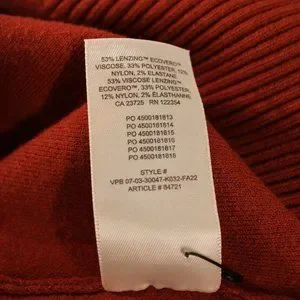 53% LENZING™ ECOVERO™
VISCOSE, 33% POLYESTER, 12%
NYLON, 2% ELASTANE
53% VISCOSE LENZING™
ECOVERO™, 33% POLYESTER,
12% NYLON, 2% ÉLASTHANNE
CA 23725 RN 122354
PO 4500181813
PO 4500181814
PO 4500181815
PO 4500181816
PO 4500181817
PO 4500181818
STYLE #
VPB 07-03-30047-K032-FA22
ARTICLE # 84721